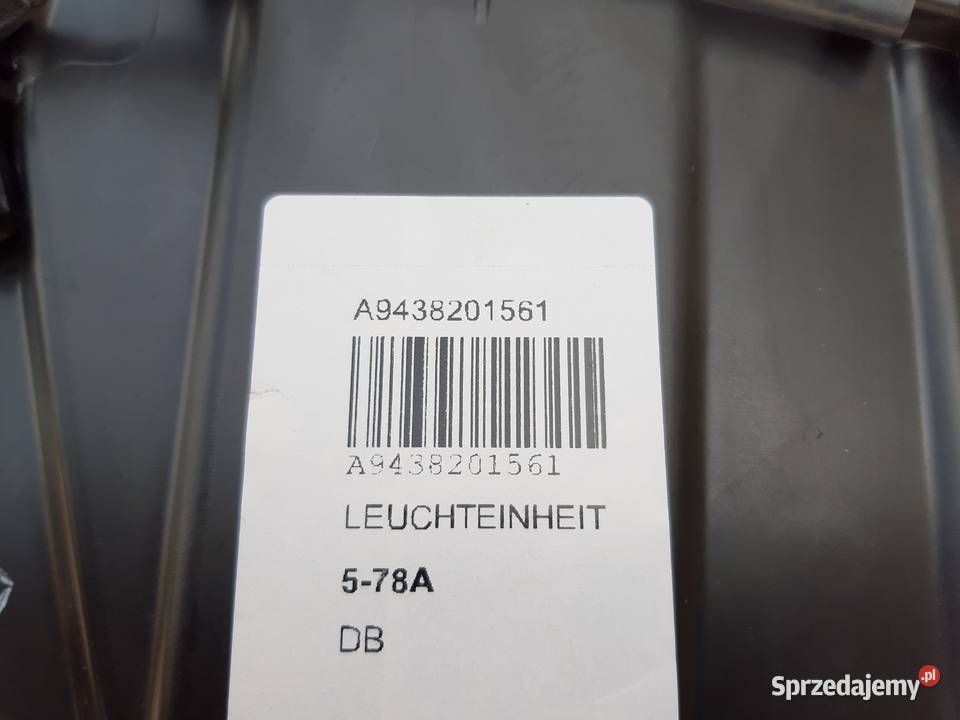 A9438201561
A9438201561
LEUCHTEINHEIT
5-78A
DB
Sprzedajemy.pl